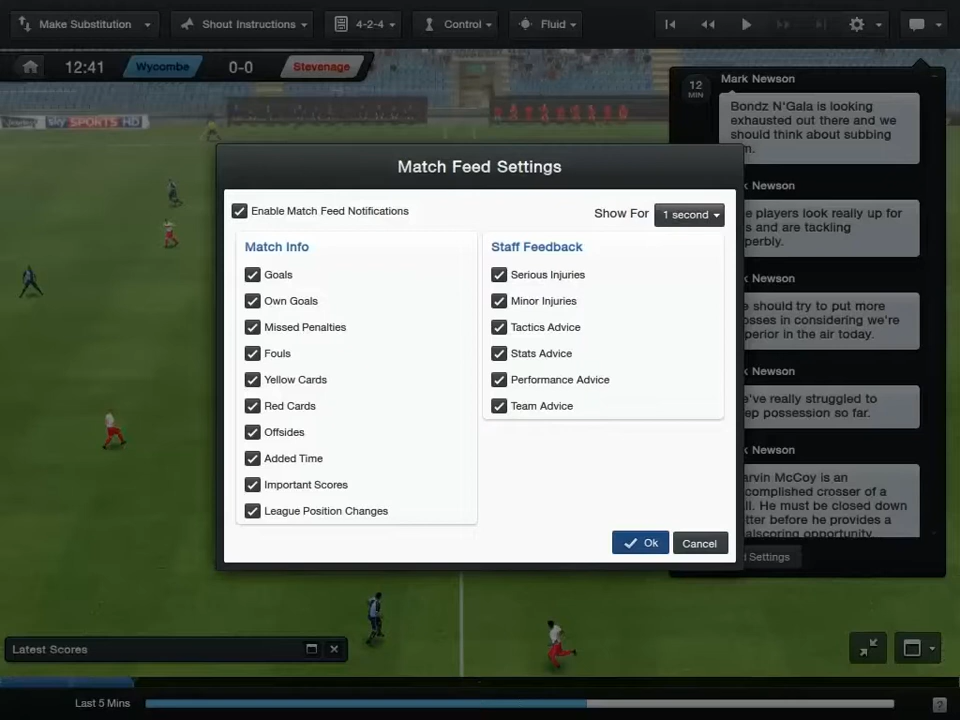 Make Substitution
Shout Instructions
4-2-4
Control
Fluid
12:41
Wycombe
0-0
Stevenage
sky SPORTS HD
12
MIN
Mark Newson
Bondz N'Gala is looking
exhausted out there and we
should think about subbing
Match Feed Settings
Enable Match Feed Notifications
Show For
1 second
Match Info
Goals
Own Goals
Missed Penalties
Fouls
Yellow Cards
Red Cards
Offsides
Added Time
Important Scores
League Position Changes
Staff Feedback
Serious Injuries
Minor Injuries
Tactics Advice
Stats Advice
Performance Advice
Team Advice
Ok
Cancel
Newson
players look really up for
and are tackling
Newson
should try to put more
in considering we're
in the air today.
Newson
've really struggled to
possession so far.
Newson
McCoy is an
crosser of a
He must be closed down
before he provides a
opportunity.
Settings
Latest Scores
Last 5 Mins
?